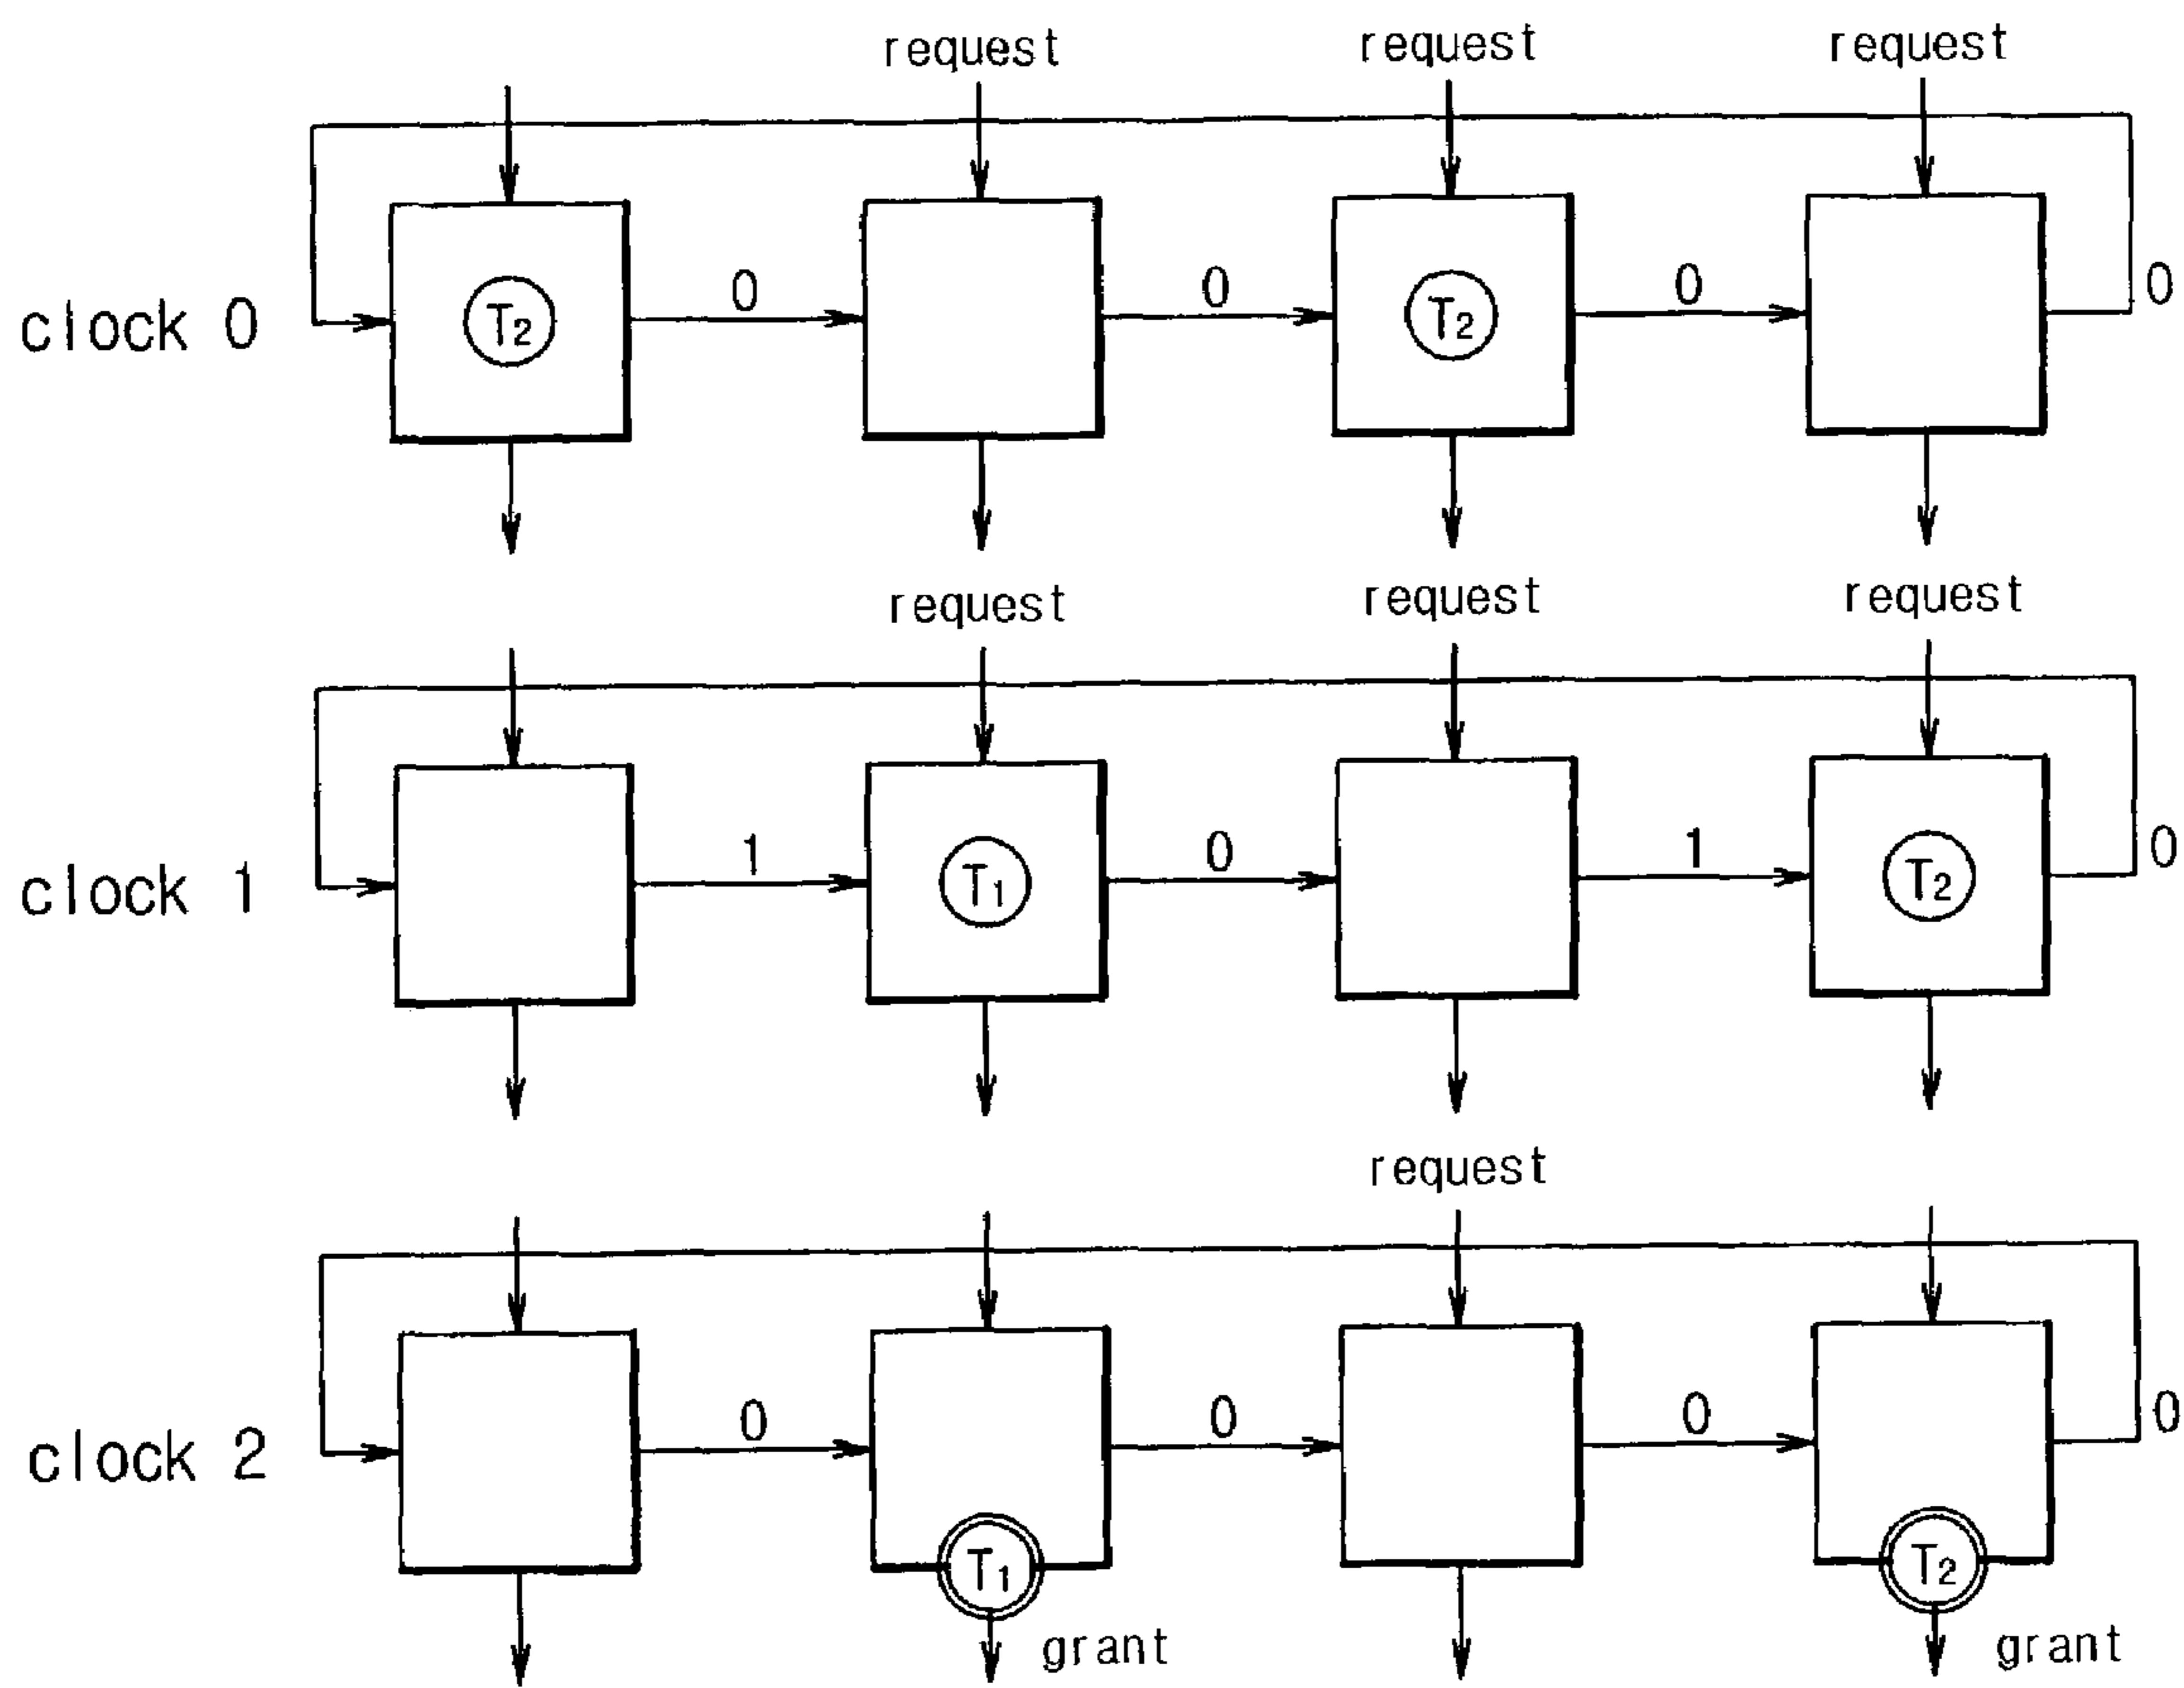 request request request
clock 0 T2 0 0 T2 0 0
request request request
clock 1 1 T1 0 1 T2 0
request
clock 2 0 0 0 0
T1 T2
grant grant